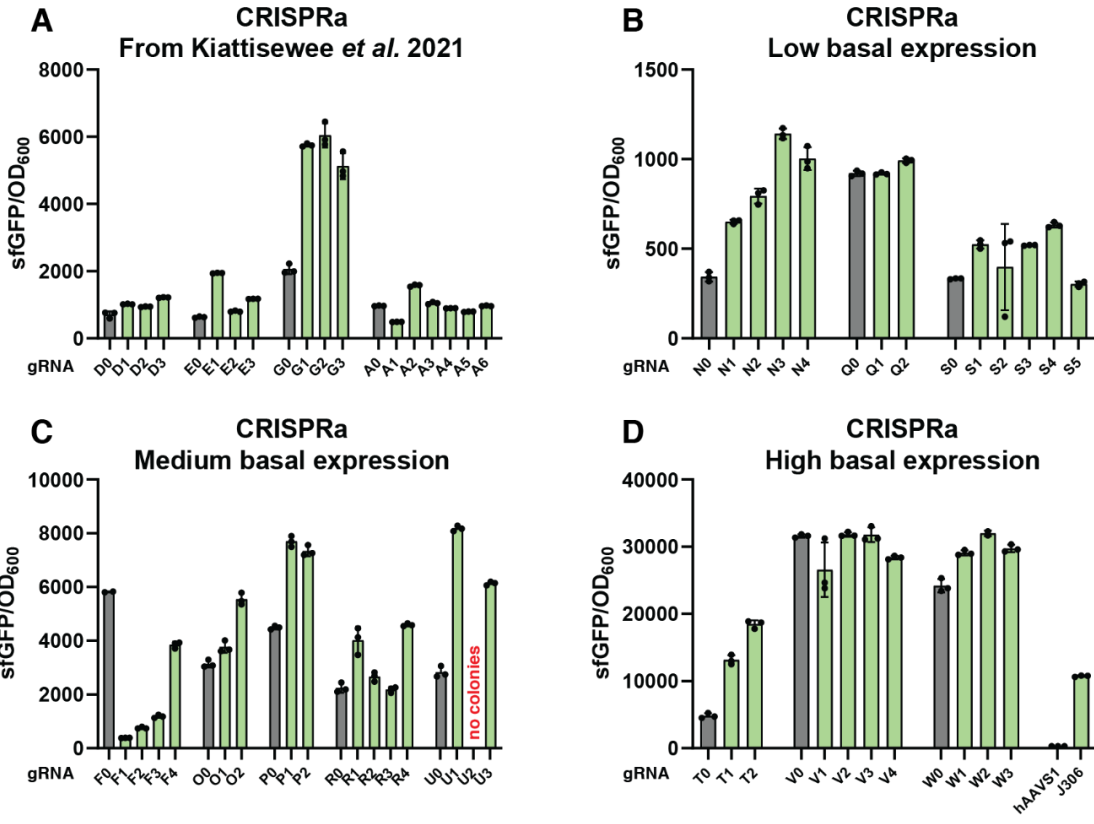 A
CRISPRa
From Kiattisewee et al. 2021
sfGFP/OD600
8000
6000
4000
2000
0
gRNA
D0 D1 D2 D3 E0 E1 E2 E3 G0 G1 G2 G3 A0 A1 A2 A3 A4 A5 A6
B
CRISPRa
Low basal expression
sfGFP/OD600
1500
1000
500
0
gRNA
N0 N1 N2 N3 N4 Q0 Q1 Q2 S0 S1 S2 S3 S4 S5
C
CRISPRa
Medium basal expression
sfGFP/OD600
10000
8000
6000
4000
2000
0
no colonies
gRNA
F0 F1 F2 F3 F4 O0 O1 O2 P0 P1 P2 R0 R1 R2 R3 R4 U0 U1 U2 U3
D
CRISPRa
High basal expression
sfGFP/OD600
40000
30000
20000
10000
0
gRNA
T0 T1 T2 V0 V1 V2 V3 V4 W0 W1 W2 W3 hAAVS1 J306